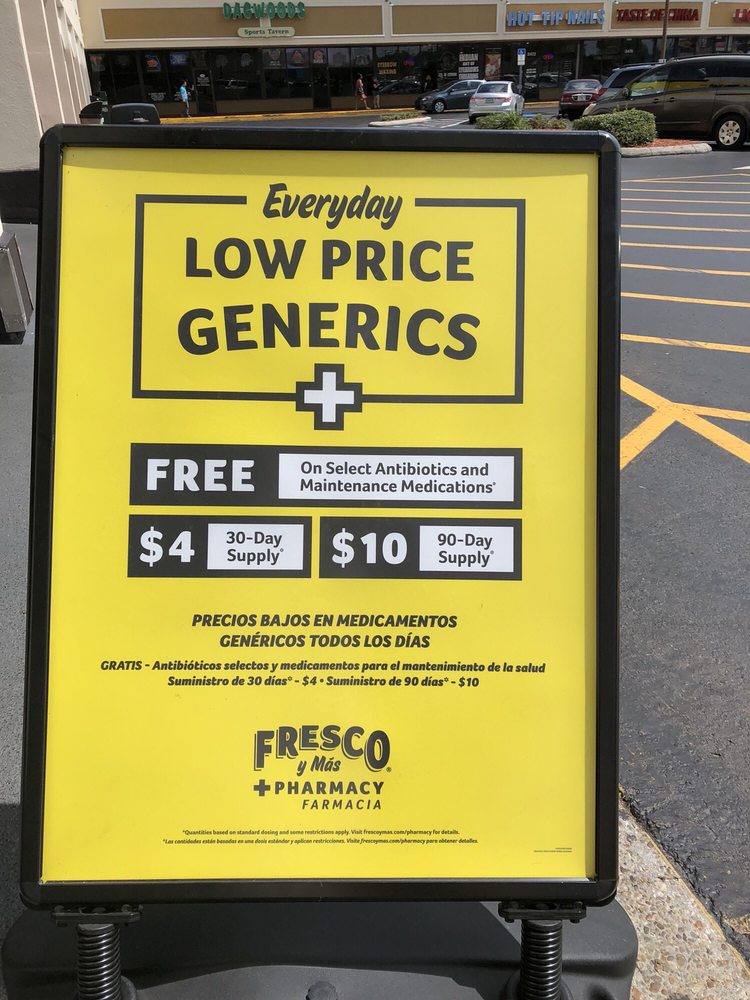 DAGWOODS
Sports Tavern
HOT TIP NAILS
TASTE OF CHINA
Everyday
LOW PRICE
GENERICS
FREE
On Select Antibiotics and
Maintenance Medications*
$4
30-Day
Supply*
$10
90-Day
Supply*
PRECIOS BAJOS EN MEDICAMENTOS
GENÉRICOS TODOS LOS DÍAS
GRATIS - Antibióticos selectos y medicamentos para el mantenimiento de la salud
Suministro de 30 días* - $4 • Suministro de 90 días* - $10
FRESCO
y Más
PHARMACY
FARMACIA
*Quantities based on standard dosing and some restrictions apply. Visit frescoymas.com/pharmacy for details.
*Las cantidades están basadas en una dosis estándar y aplican restricciones. Visite frescoymas.com/pharmacy para obtener detalles.